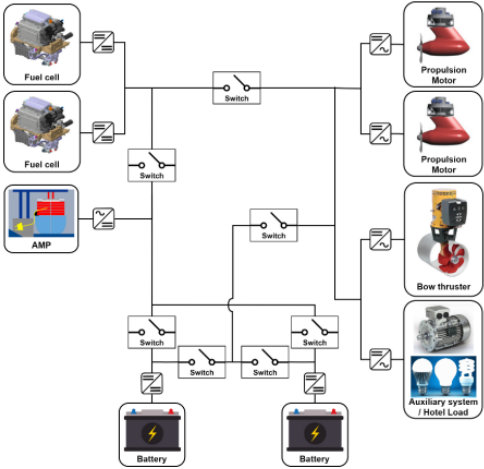 Fuel cell
Switch
Propulsion
Motor
Fuel cell
Switch
Propulsion
Motor
AMP
Switch
Bow thruster
Switch
Switch
Switch
Switch
Auxiliary system
/ Hotel Load
Battery
Battery